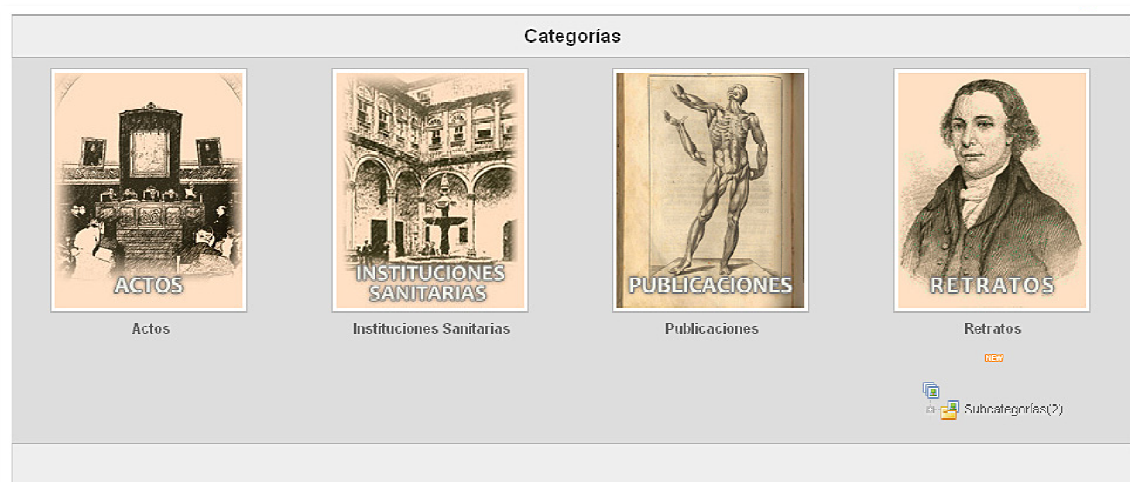 Categorías
ACTOS
INSTITUCIONES
SANITARIAS
PUBLICACIONES
RETRATOS
Actos
Instituciones Sanitarias
Publicaciones
Retratos
NEW
Subcategorías(2)